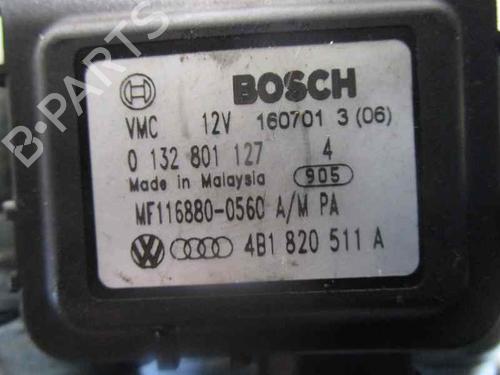 BOSCH
VMC 12V 160701 3 (06)
0 132 801 127 4
Made in Malaysia 905
MF116880-0560 A/M PA
4B1 820 511 A
B-PARTS